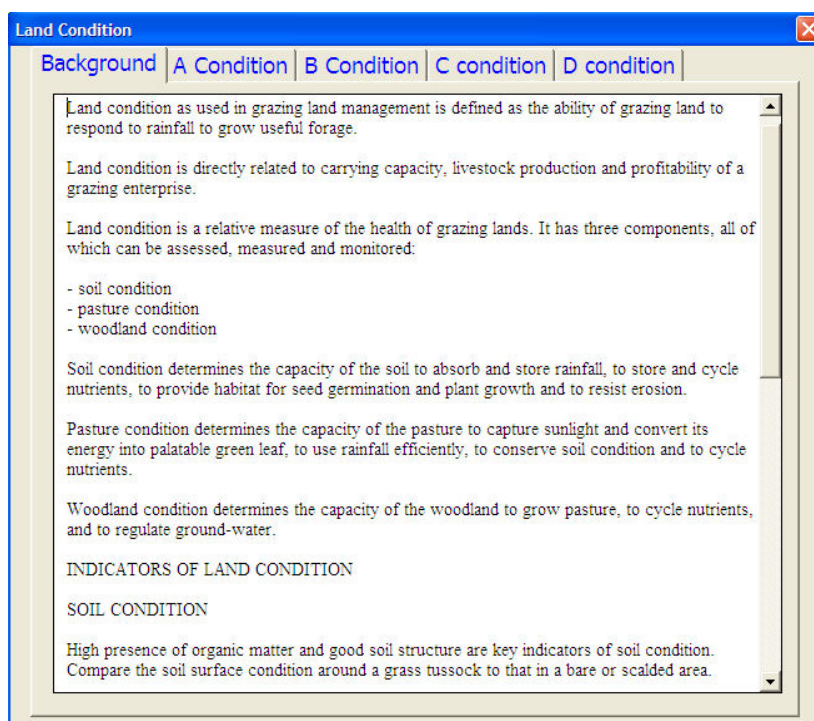 Land Condition
Background
A Condition
B Condition
C condition
D condition
Land condition as used in grazing land management is defined as the ability of grazing land to
respond to rainfall to grow useful forage.
Land condition is directly related to carrying capacity, livestock production and profitability of a
grazing enterprise.
Land condition is a relative measure of the health of grazing lands. It has three components, all of
which can be assessed, measured and monitored:
- soil condition
- pasture condition
- woodland condition
Soil condition determines the capacity of the soil to absorb and store rainfall, to store and cycle
nutrients, to provide habitat for seed germination and plant growth and to resist erosion.
Pasture condition determines the capacity of the pasture to capture sunlight and convert its
energy into palatable green leaf, to use rainfall efficiently, to conserve soil condition and to cycle
nutrients.
Woodland condition determines the capacity of the woodland to grow pasture, to cycle nutrients,
and to regulate ground-water.
INDICATORS OF LAND CONDITION
SOIL CONDITION
High presence of organic matter and good soil structure are key indicators of soil condition.
Compare the soil surface condition around a grass tussock to that in a bare or scalded area.